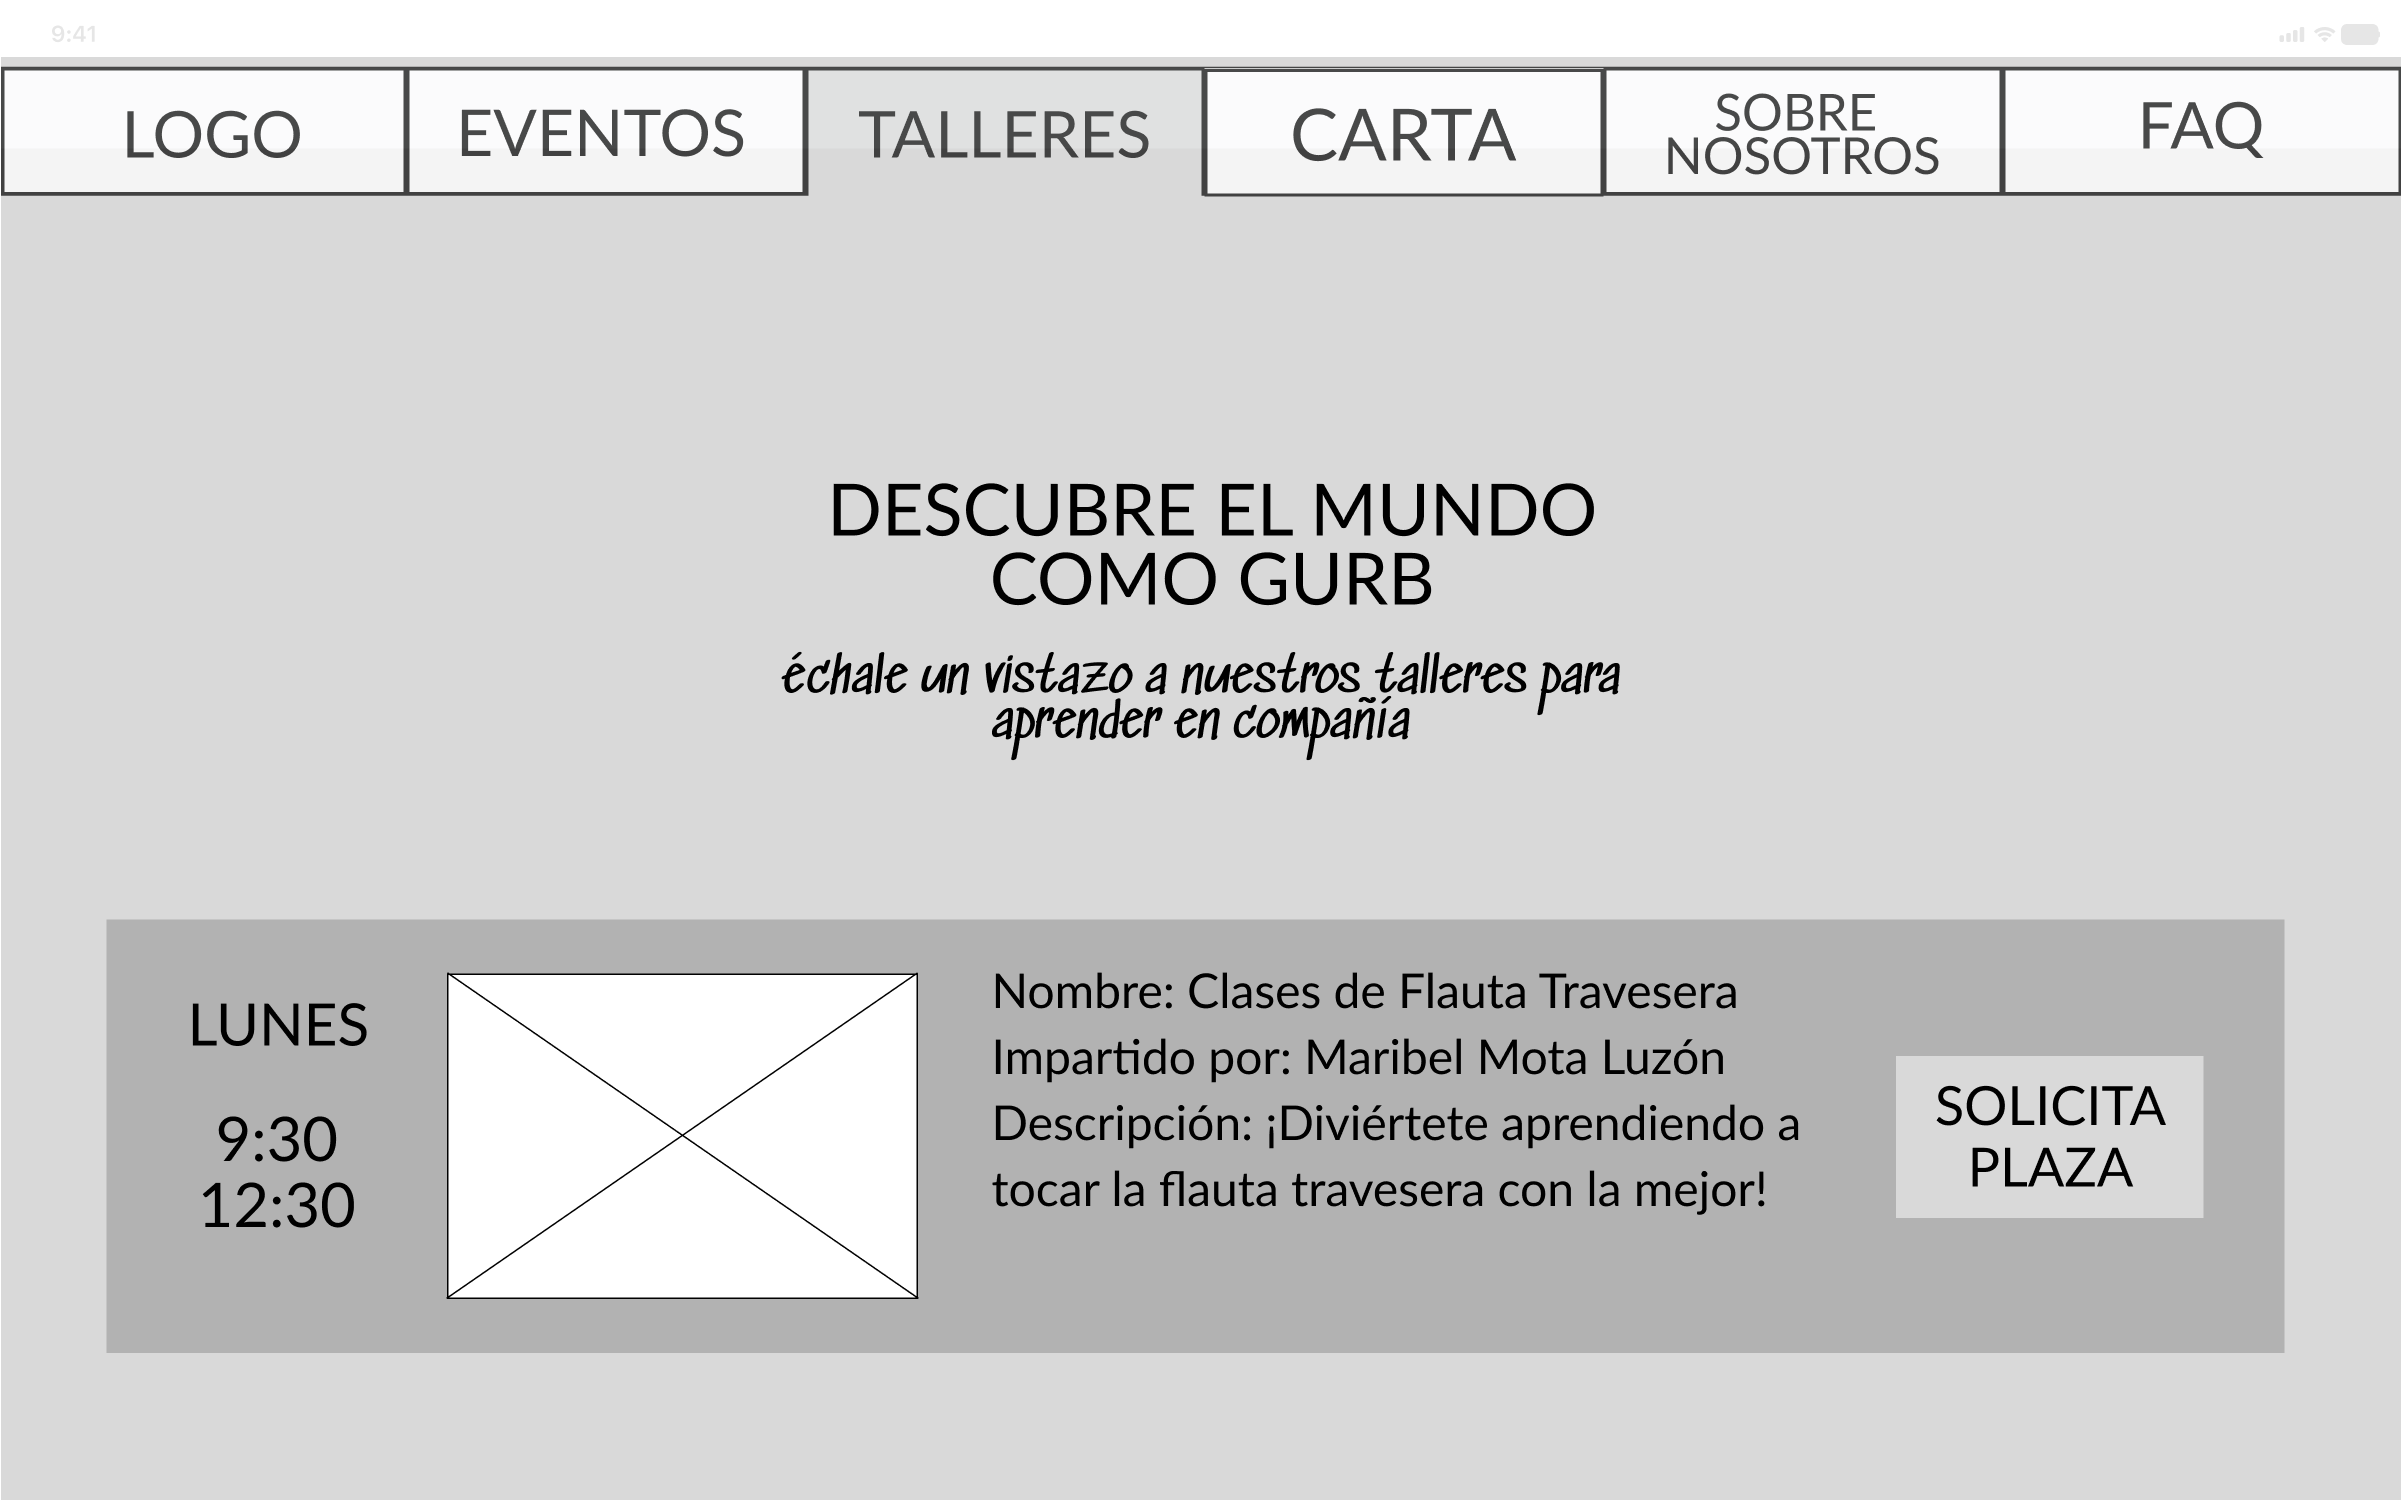 9:41
LOGO
EVENTOS
TALLERES
CARTA
SOBRE
NOSOTROS
FAQ
DESCUBRE EL MUNDO
COMO GURB
échale un vistazo a nuestros talleres para
aprender en compañía
LUNES
9:30
12:30
Nombre: Clases de Flauta Travesera
Impartido por: Maribel Mota Luzón
Descripción: ¡Diviértete aprendiendo a
tocar la flauta travesera con la mejor!
SOLICITA
PLAZA